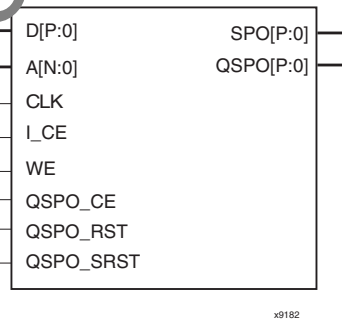 D[P:0] SPO[P:0]
A[N:0] QSPO[P:0]
CLK
I_CE
WE
QSPO_CE
QSPO_RST
QSPO_SRST
x9182